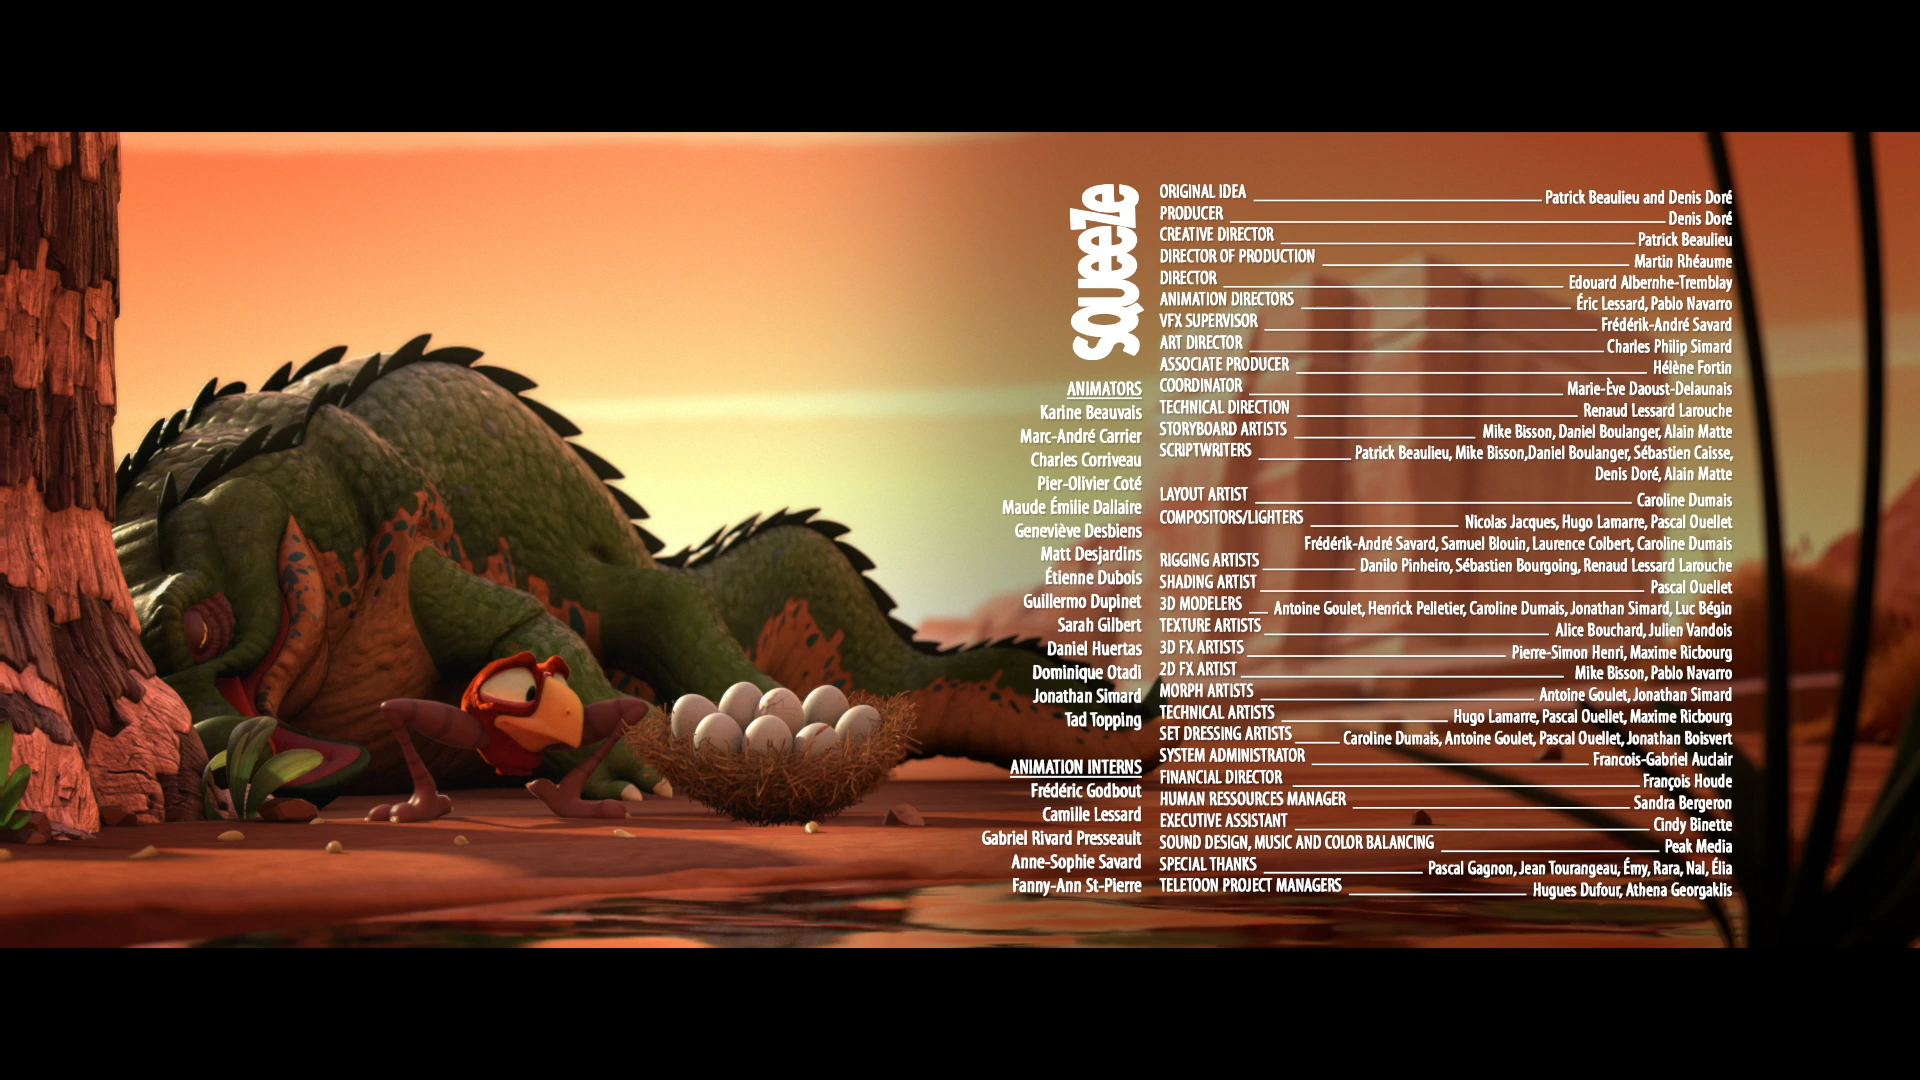 squeeze
ANIMATORS
Karine Beauvais
Marc-André Carrier
Charles Corriveau
Pier-Olivier Coté
Maude Émilie Dallaire
Geneviève Desbiens
Matt Desjardins
Étienne Dubois
Guillermo Dupinet
Sarah Gilbert
Daniel Huertas
Dominique Otadi
Jonathan Simard
Tad Topping
ANIMATION INTERNS
Frédéric Godbout
Camille Lessard
Gabriel Rivard Presseault
Anne-Sophie Savard
Fanny-Ann St-Pierre
ORIGINAL IDEA Patrick Beaulieu and Denis Doré
PRODUCER Denis Doré
CREATIVE DIRECTOR Patrick Beaulieu
DIRECTOR OF PRODUCTION Martin Rhéaume
DIRECTOR Edouard Albernhe-Tremblay
ANIMATION DIRECTORS Éric Lessard, Pablo Navarro
VFX SUPERVISOR Frédérik-André Savard
ART DIRECTOR Charles Philip Simard
ASSOCIATE PRODUCER Hélène Fortin
COORDINATOR Marie-Ève Daoust-Delaunais
TECHNICAL DIRECTION Renaud Lessard Larouche
STORYBOARD ARTISTS Mike Bisson, Daniel Boulanger, Alain Matte
SCRIPTWRITERS Patrick Beaulieu, Mike Bisson,Daniel Boulanger, Sébastien Caisse,
Denis Doré, Alain Matte
LAYOUT ARTIST Caroline Dumais
COMPOSITORS/LIGHTERS Nicolas Jacques, Hugo Lamarre, Pascal Ouellet
Frédérik-André Savard, Samuel Blouin, Laurence Colbert, Caroline Dumais
RIGGING ARTISTS Danilo Pinheiro, Sébastien Bourgoing, Renaud Lessard Larouche
SHADING ARTIST Pascal Ouellet
3D MODELERS Antoine Goulet, Henrick Pelletier, Caroline Dumais, Jonathan Simard, Luc Bégin
TEXTURE ARTISTS Alice Bouchard, Julien Vandois
3D FX ARTISTS Pierre-Simon Henri, Maxime Ricbourg
2D FX ARTIST Mike Bisson, Pablo Navarro
MORPH ARTISTS Antoine Goulet, Jonathan Simard
TECHNICAL ARTISTS Hugo Lamarre, Pascal Ouellet, Maxime Ricbourg
SET DRESSING ARTISTS Caroline Dumais, Antoine Goulet, Pascal Ouellet, Jonathan Boisvert
SYSTEM ADMINISTRATOR Francois-Gabriel Auclair
FINANCIAL DIRECTOR François Houde
HUMAN RESSOURCES MANAGER Sandra Bergeron
EXECUTIVE ASSISTANT Cindy Binette
SOUND DESIGN, MUSIC AND COLOR BALANCING Peak Media
SPECIAL THANKS Pascal Gagnon, Jean Tourangeau, Émy, Rara, Nal, Élia
TELETOON PROJECT MANAGERS Hugues Dufour, Athena Georgaklis